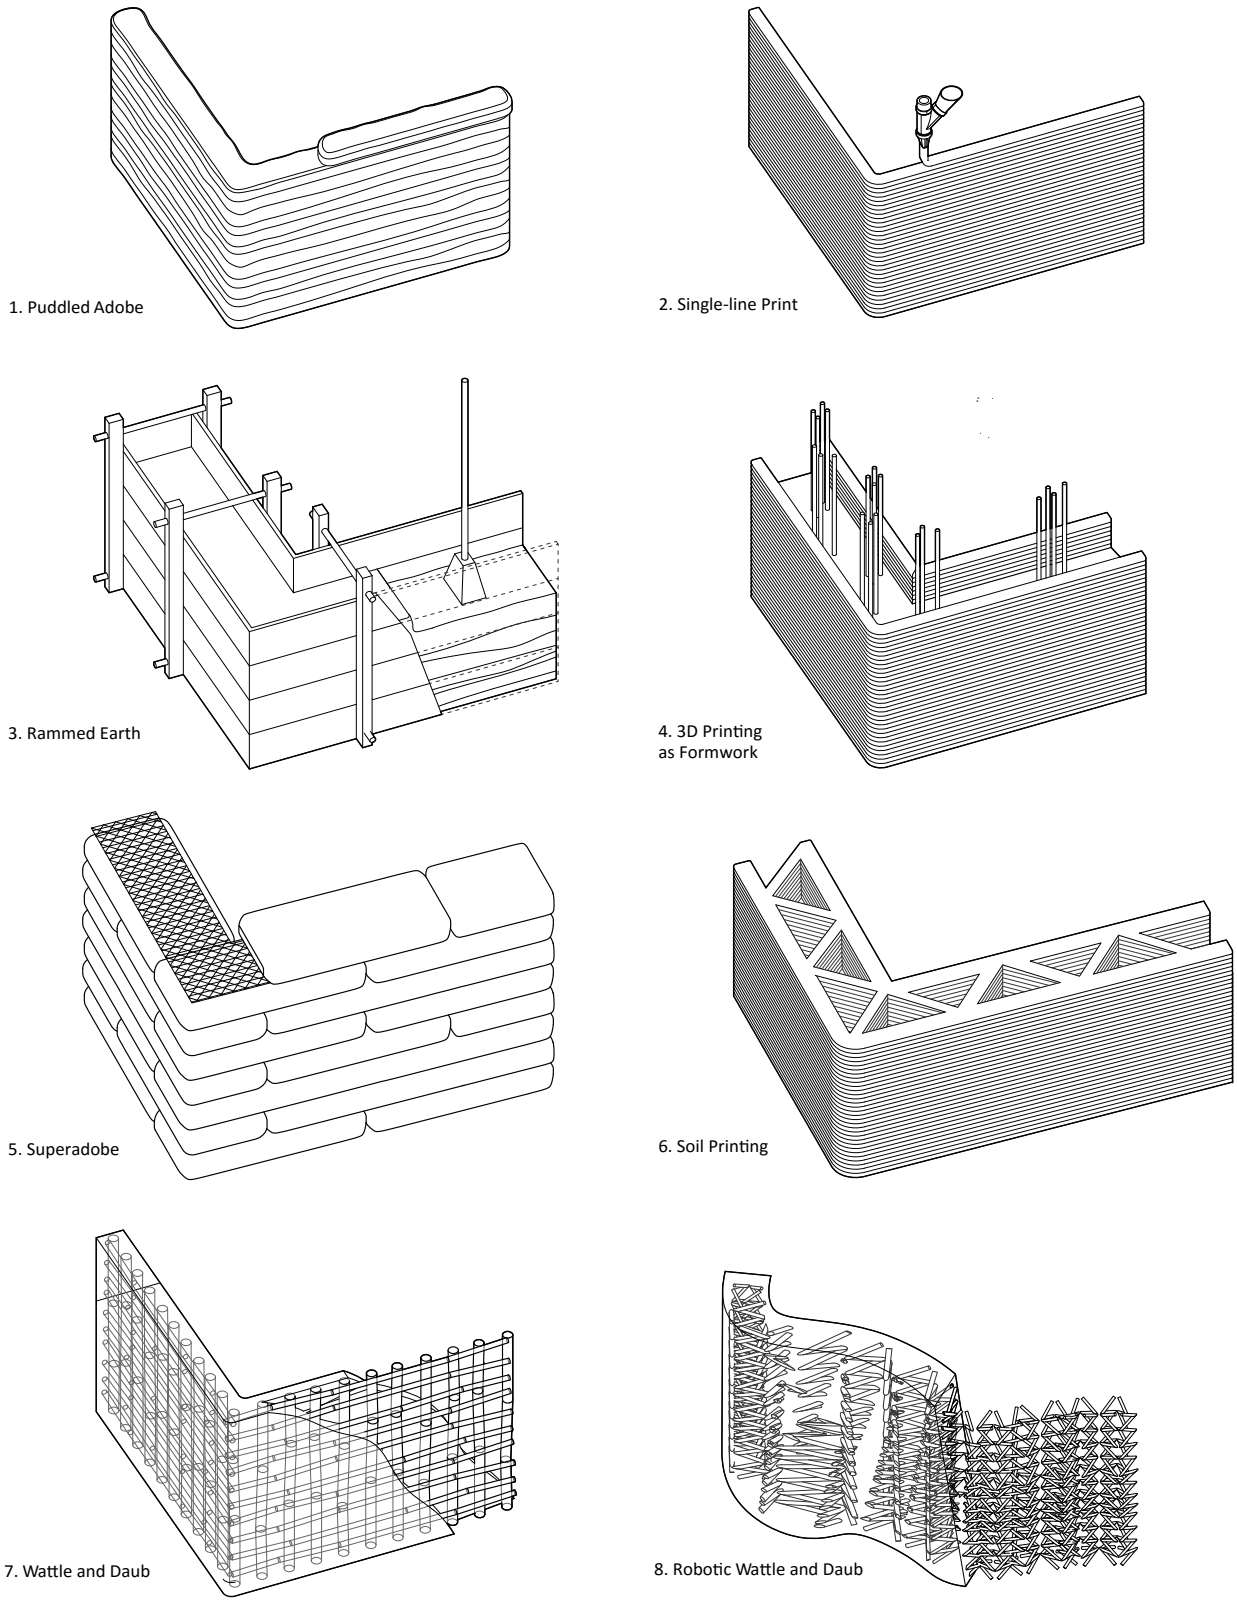 1. Puddled Adobe
2. Single-line Print
3. Rammed Earth
4. 3D Printing
as Formwork
5. Superadobe
6. Soil Printing
7. Wattle and Daub
8. Robotic Wattle and Daub